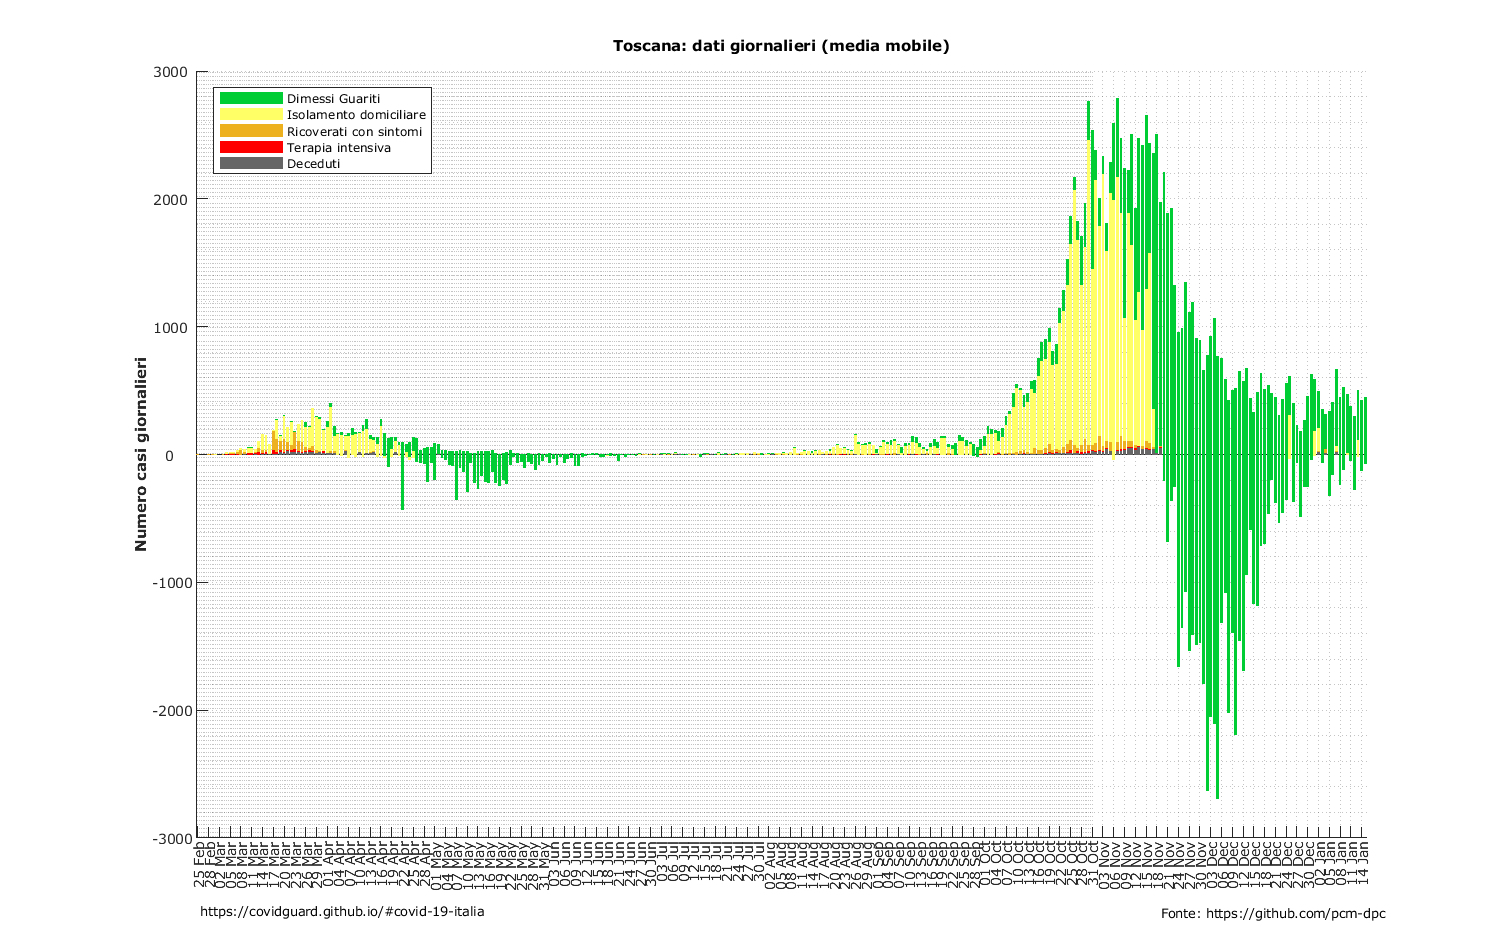 Toscana: dati giornalieri (media mobile)
Dimessi Guariti
Isolamento domiciliare
Ricoverati con sintomi
Terapia intensiva
Deceduti
Numero casi giornalieri
3000
2000
1000
0
-1000
-2000
-3000
25 Feb
28 Feb
02 Mar
05 Mar
08 Mar
11 Mar
14 Mar
17 Mar
20 Mar
23 Mar
26 Mar
29 Mar
01 Apr
04 Apr
07 Apr
10 Apr
13 Apr
16 Apr
19 Apr
22 Apr
25 Apr
28 Apr
01 May
04 May
07 May
10 May
13 May
16 May
19 May
22 May
25 May
28 May
31 May
03 Jun
06 Jun
09 Jun
12 Jun
15 Jun
18 Jun
21 Jun
24 Jun
27 Jun
30 Jun
03 Jul
06 Jul
09 Jul
12 Jul
15 Jul
18 Jul
21 Jul
24 Jul
27 Jul
30 Jul
02 Aug
05 Aug
08 Aug
11 Aug
14 Aug
17 Aug
20 Aug
23 Aug
26 Aug
29 Aug
01 Sep
04 Sep
07 Sep
10 Sep
13 Sep
16 Sep
19 Sep
22 Sep
25 Sep
28 Sep
01 Oct
04 Oct
07 Oct
10 Oct
13 Oct
16 Oct
19 Oct
22 Oct
25 Oct
28 Oct
31 Oct
03 Nov
06 Nov
09 Nov
12 Nov
15 Nov
18 Nov
21 Nov
24 Nov
27 Nov
30 Nov
03 Dec
06 Dec
09 Dec
12 Dec
15 Dec
18 Dec
21 Dec
24 Dec
27 Dec
30 Dec
02 Jan
05 Jan
08 Jan
11 Jan
14 Jan
https://covidguard.github.io/#covid-19-italia
Fonte: https://github.com/pcm-dpc